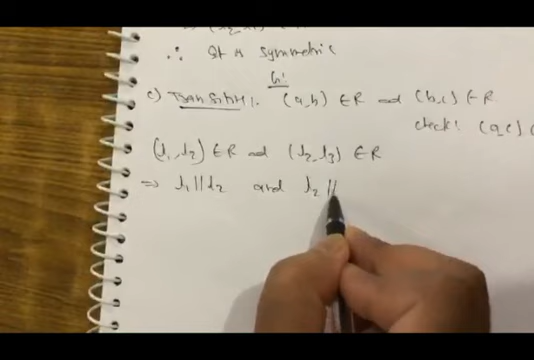 ∴ It is symmetric
c) TRANSITIVE: (a,b) ∈ R and (b,c) ∈ R
check! (a,c)
(l₁, l₂) ∈ R and (l₂, l₃) ∈ R
⇒ l₁ || l₂ and l₂ ||